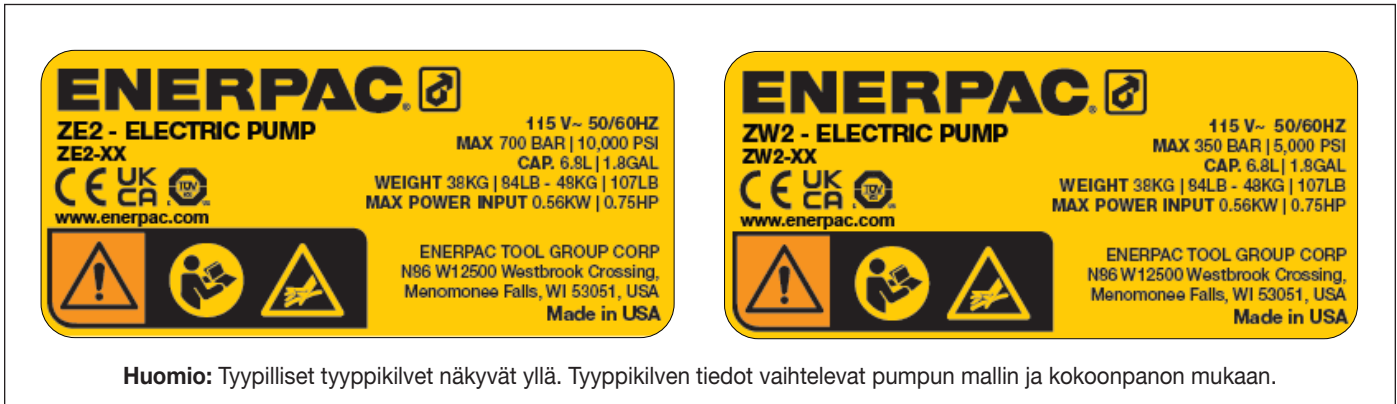 ENERPAC®
ZE2 - ELECTRIC PUMP
ZE2-XX
CE UK CA TÜV
www.enerpac.com
115 V~ 50/60HZ
MAX 700 BAR | 10,000 PSI
CAP. 6.8L | 1.8GAL
WEIGHT 38KG | 84LB - 48KG | 107LB
MAX POWER INPUT 0.56KW | 0.75HP
ENERPAC TOOL GROUP CORP
N86 W12500 Westbrook Crossing,
Menomonee Falls, WI 53051, USA
Made in USA
ENERPAC®
ZW2 - ELECTRIC PUMP
ZW2-XX
CE UK CA TÜV
www.enerpac.com
115 V~ 50/60HZ
MAX 350 BAR | 5,000 PSI
CAP. 6.8L | 1.8GAL
WEIGHT 38KG | 84LB - 48KG | 107LB
MAX POWER INPUT 0.56KW | 0.75HP
ENERPAC TOOL GROUP CORP
N86 W12500 Westbrook Crossing,
Menomonee Falls, WI 53051, USA
Made in USA
Huomio: Tyypilliset tyyppikilvet näkyvät yllä. Tyyppikilven tiedot vaihtelevat pumpun mallin ja kokoonpanon mukaan.